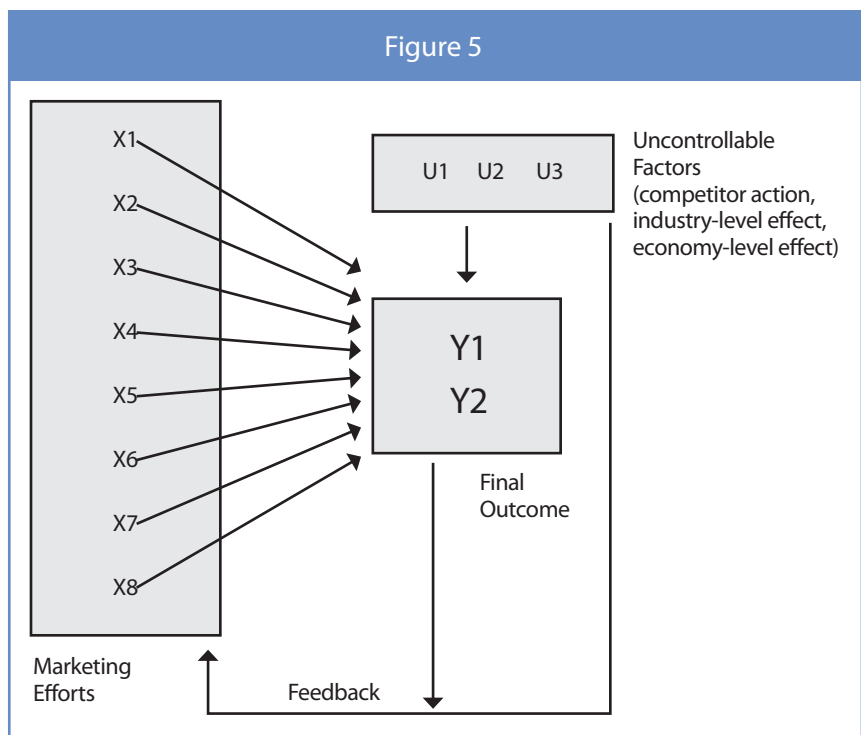 Figure 5
X1
X2
X3
X4
X5
X6
X7
X8
Marketing
Efforts
U1 U2 U3
Uncontrollable
Factors
(competitor action,
industry-level effect,
economy-level effect)
Y1
Y2
Final
Outcome
Feedback